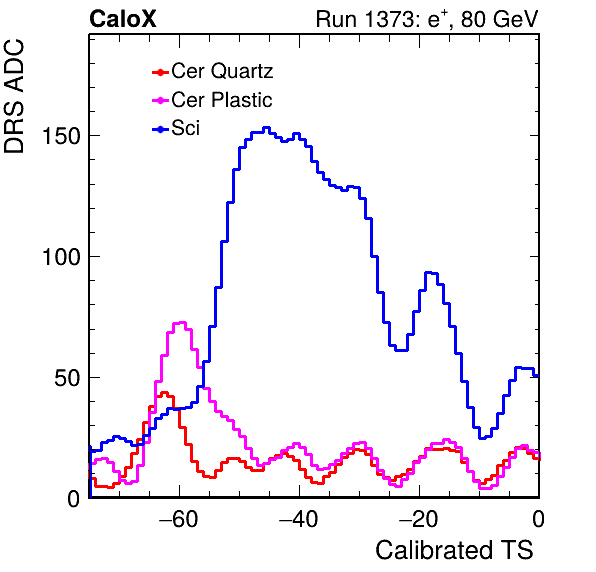 CaloX Run 1373: e⁺, 80 GeV
DRS ADC
Cer Quartz
Cer Plastic
Sci
150
100
50
0
−60 −40 −20 0
Calibrated TS